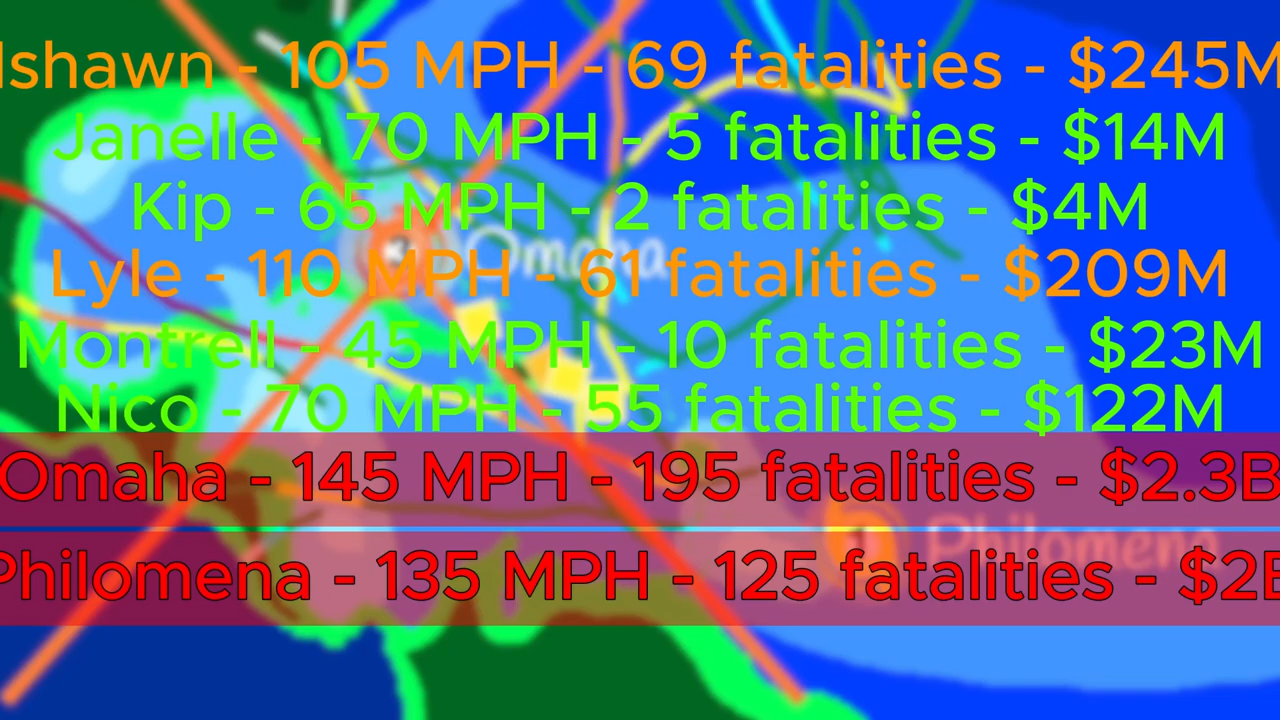 Ishawn - 105 MPH - 69 fatalities - $245M
Janelle - 70 MPH - 5 fatalities - $14M
Kip - 65 MPH - 2 fatalities - $4M
Omaha
Lyle - 110 MPH - 61 fatalities - $209M
Montrell - 45 MPH - 10 fatalities - $23M
Nico - 70 MPH - 55 fatalities - $122M
Omaha - 145 MPH - 195 fatalities - $2.3B
Philomena
Philomena - 135 MPH - 125 fatalities - $2B